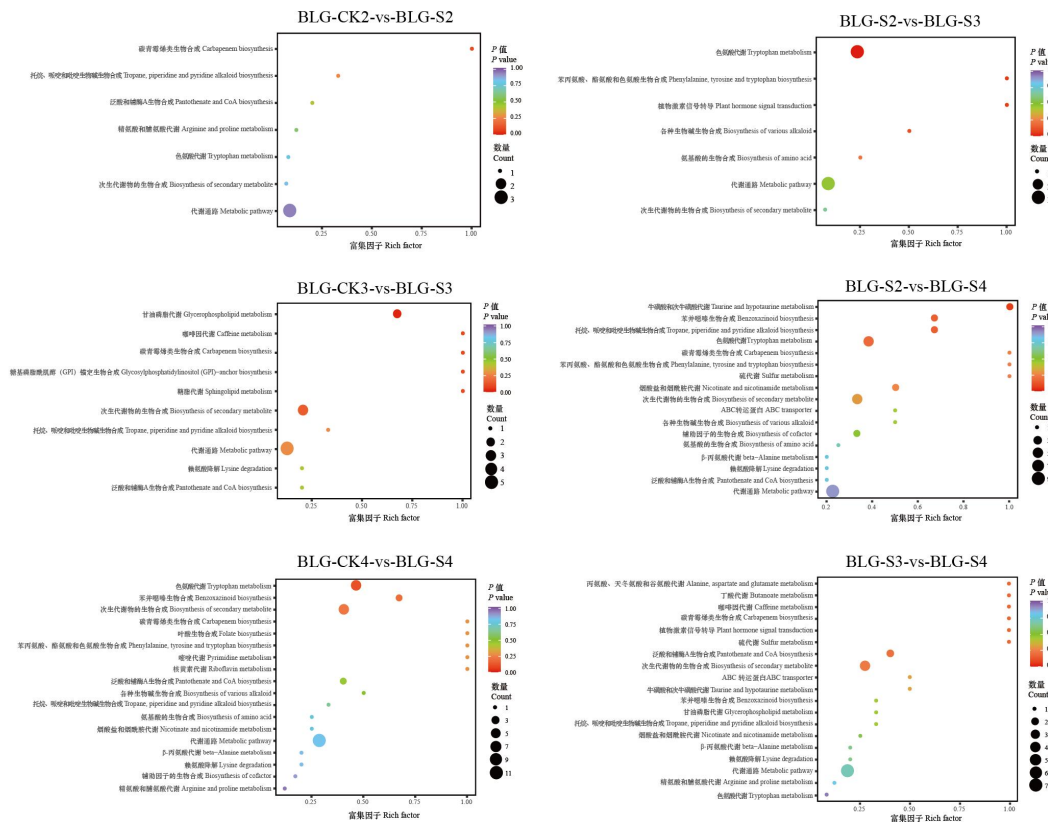 BLG-CK2-vs-BLG-S2
碳青霉烯类生物合成 Carbapenem biosynthesis
托烷、哌啶和吡啶生物碱生物合成 Tropane, piperidine and pyridine alkaloid biosynthesis
泛酸和辅酶A生物合成 Pantothenate and CoA biosynthesis
精氨酸和脯氨酸代谢 Arginine and proline metabolism
色氨酸代谢 Tryptophan metabolism
次生代谢物的生物合成 Biosynthesis of secondary metabolite
代谢通路 Metabolic pathway
0.25 0.50 0.75 1.00
富集因子 Rich factor
P 值
P value
1.00
0.75
0.50
0.25
0.00
数量
Count
1
2
3
BLG-S2-vs-BLG-S3
色氨酸代谢 Tryptophan metabolism
苯丙氨酸、酪氨酸和色氨酸生物合成 Phenylalanine, tyrosine and tryptophan biosynthesis
植物激素信号转导 Plant hormone signal transduction
各种生物碱生物合成 Biosynthesis of various alkaloid
氨基酸的生物合成 Biosynthesis of amino acid
代谢通路 Metabolic pathway
次生代谢物的生物合成 Biosynthesis of secondary metabolite
0.25 0.50 0.75 1.00
富集因子 Rich factor
P 值
P value
数量
Count
BLG-CK3-vs-BLG-S3
甘油磷脂代谢 Glycerophospholipid metabolism
咖啡因代谢 Caffeine metabolism
碳青霉烯类生物合成 Carbapenem biosynthesis
糖基磷脂酰肌醇（GPI）锚定生物合成 Glycosylphosphatidylinositol (GPI)-anchor biosynthesis
鞘脂代谢 Sphingolipid metabolism
次生代谢物的生物合成 Biosynthesis of secondary metabolite
托烷、哌啶和吡啶生物碱生物合成 Tropane, piperidine and pyridine alkaloid biosynthesis
代谢通路 Metabolic pathway
赖氨酸降解 Lysine degradation
泛酸和辅酶A生物合成 Pantothenate and CoA biosynthesis
0.25 0.50 0.75 1.00
富集因子 Rich factor
P 值
P value
1.00
0.75
0.50
0.25
0.00
数量
Count
1
2
3
4
5
BLG-S2-vs-BLG-S4
牛磺酸和次牛磺酸代谢 Taurine and hypotaurine metabolism
苯并噁嗪生物合成 Benzoxazinoid biosynthesis
托烷、哌啶和吡啶生物碱生物合成 Tropane, piperidine and pyridine alkaloid biosynthesis
色氨酸代谢 Tryptophan metabolism
碳青霉烯类生物合成 Carbapenem biosynthesis
苯丙氨酸、酪氨酸和色氨酸生物合成 Phenylalanine, tyrosine and tryptophan biosynthesis
硫代谢 Sulfur metabolism
烟酸盐和烟酰胺代谢 Nicotinate and nicotinamide metabolism
次生代谢物的生物合成 Biosynthesis of secondary metabolite
ABC转运蛋白 ABC transporter
各种生物碱生物合成 Biosynthesis of various alkaloid
辅助因子的生物合成 Biosynthesis of cofactor
氨基酸的生物合成 Biosynthesis of amino acid
β-丙氨酸代谢 beta-Alanine metabolism
赖氨酸降解 Lysine degradation
泛酸和辅酶A生物合成 Pantothenate and CoA biosynthesis
代谢通路 Metabolic pathway
0.2 0.4 0.6 0.8 1.0
富集因子 Rich factor
P 值
P value
数量
Count
BLG-CK4-vs-BLG-S4
色氨酸代谢 Tryptophan metabolism
苯并噁嗪生物合成 Benzoxazinoid biosynthesis
次生代谢物的生物合成 Biosynthesis of secondary metabolite
碳青霉烯类生物合成 Carbapenem biosynthesis
叶酸生物合成 Folate biosynthesis
苯丙氨酸、酪氨酸和色氨酸生物合成 Phenylalanine, tyrosine and tryptophan biosynthesis
嘧啶代谢 Pyrimidine metabolism
核黄素代谢 Riboflavin metabolism
泛酸和辅酶A生物合成 Pantothenate and CoA biosynthesis
各种生物碱生物合成 Biosynthesis of various alkaloid
托烷、哌啶和吡啶生物碱生物合成 Tropane, piperidine and pyridine alkaloid biosynthesis
氨基酸的生物合成 Biosynthesis of amino acid
烟酸盐和烟酰胺代谢 Nicotinate and nicotinamide metabolism
代谢通路 Metabolic pathway
β-丙氨酸代谢 beta-Alanine metabolism
赖氨酸降解 Lysine degradation
辅助因子的生物合成 Biosynthesis of cofactor
精氨酸和脯氨酸代谢 Arginine and proline metabolism
0.25 0.50 0.75 1.00
富集因子 Rich factor
P 值
P value
1.00
0.75
0.50
0.25
0.00
数量
Count
1
3
5
7
9
11
BLG-S3-vs-BLG-S4
丙氨酸、天冬氨酸和谷氨酸代谢 Alanine, aspartate and glutamate metabolism
丁酸代谢 Butanoate metabolism
咖啡因代谢 Caffeine metabolism
碳青霉烯类生物合成 Carbapenem biosynthesis
植物激素信号转导 Plant hormone signal transduction
硫代谢 Sulfur metabolism
泛酸和辅酶A生物合成 Pantothenate and CoA biosynthesis
次生代谢物的生物合成 Biosynthesis of secondary metabolite
ABC 转运蛋白ABC transporter
牛磺酸和次牛磺酸代谢 Taurine and hypotaurine metabolism
苯并噁嗪生物合成 Benzoxazinoid biosynthesis
甘油磷脂代谢 Glycerophospholipid metabolism
托烷、哌啶和吡啶生物碱生物合成 Tropane, piperidine and pyridine alkaloid biosynthesis
烟酸盐和烟酰胺代谢 Nicotinate and nicotinamide metabolism
β-丙氨酸代谢 beta-Alanine metabolism
赖氨酸降解 Lysine degradation
代谢通路 Metabolic pathway
精氨酸和脯氨酸代谢 Arginine and proline metabolism
色氨酸代谢 Tryptophan metabolism
0.25 0.50 0.75 1.00
富集因子 Rich factor
P 值
P value
数量
Count
1
2
3
4
5
6
7